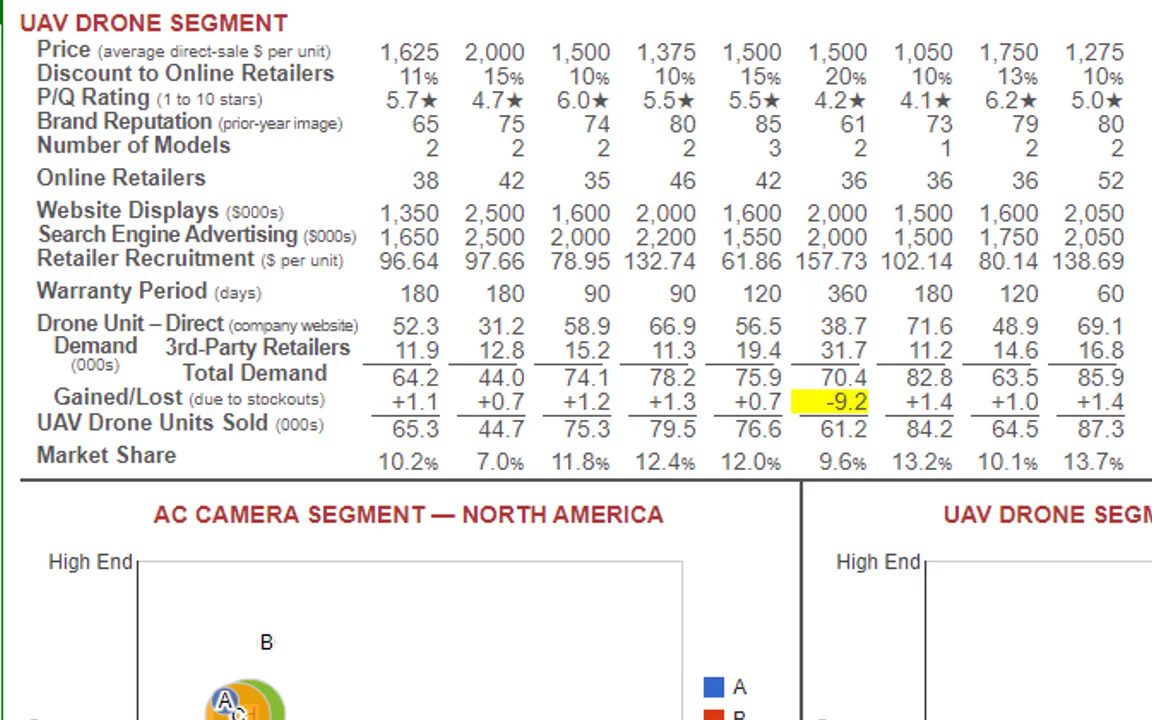 UAV DRONE SEGMENT
Price (average direct-sale $ per unit) 1,625 2,000 1,500 1,375 1,500 1,500 1,050 1,750 1,275
Discount to Online Retailers 11% 15% 10% 10% 15% 20% 10% 13% 10%
P/Q Rating (1 to 10 stars) 5.7★ 4.7★ 6.0★ 5.5★ 5.5★ 4.2★ 4.1★ 6.2★ 5.0★
Brand Reputation (prior-year image) 65 75 74 80 85 61 73 79 80
Number of Models 2 2 2 2 3 2 1 2 2
Online Retailers 38 42 35 46 42 36 36 36 52
Website Displays ($000s) 1,350 2,500 1,600 2,000 1,600 2,000 1,500 1,600 2,050
Search Engine Advertising ($000s) 1,650 2,500 2,000 2,200 1,550 2,000 1,500 1,750 2,050
Retailer Recruitment ($ per unit) 96.64 97.66 78.95 132.74 61.86 157.73 102.14 80.14 138.69
Warranty Period (days) 180 180 90 90 120 360 180 120 60
Drone Unit – Direct (company website) 52.3 31.2 58.9 66.9 56.5 38.7 71.6 48.9 69.1
Demand 3rd-Party Retailers 11.9 12.8 15.2 11.3 19.4 31.7 11.2 14.6 16.8
(000s) Total Demand 64.2 44.0 74.1 78.2 75.9 70.4 82.8 63.5 85.9
Gained/Lost (due to stockouts) +1.1 +0.7 +1.2 +1.3 +0.7 -9.2 +1.4 +1.0 +1.4
UAV Drone Units Sold (000s) 65.3 44.7 75.3 79.5 76.6 61.2 84.2 64.5 87.3
Market Share 10.2% 7.0% 11.8% 12.4% 12.0% 9.6% 13.2% 10.1% 13.7%
AC CAMERA SEGMENT — NORTH AMERICA
High End
B
A
A
UAV DRONE SEGM
High End